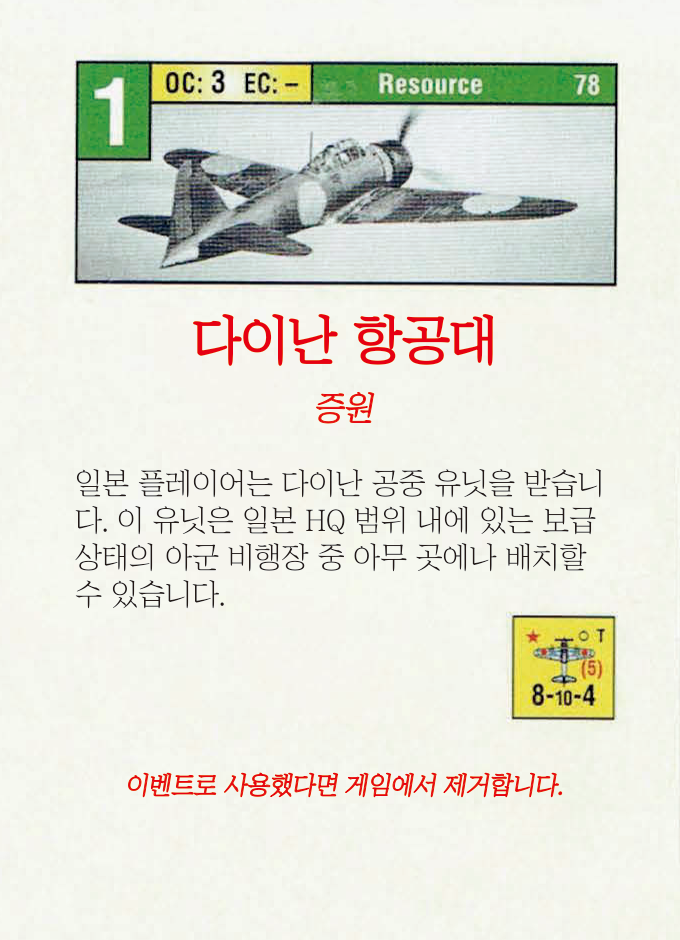 1 OC: 3 EC: – Resource 78
다이난 항공대
증원
일본 플레이어는 다이난 공중 유닛을 받습니
다. 이 유닛은 일본 HQ 범위 내에 있는 보급
상태의 아군 비행장 중 아무 곳에나 배치할
수 있습니다.
T
(5)
8-10-4
이벤트로 사용했다면 게임에서 제거합니다.